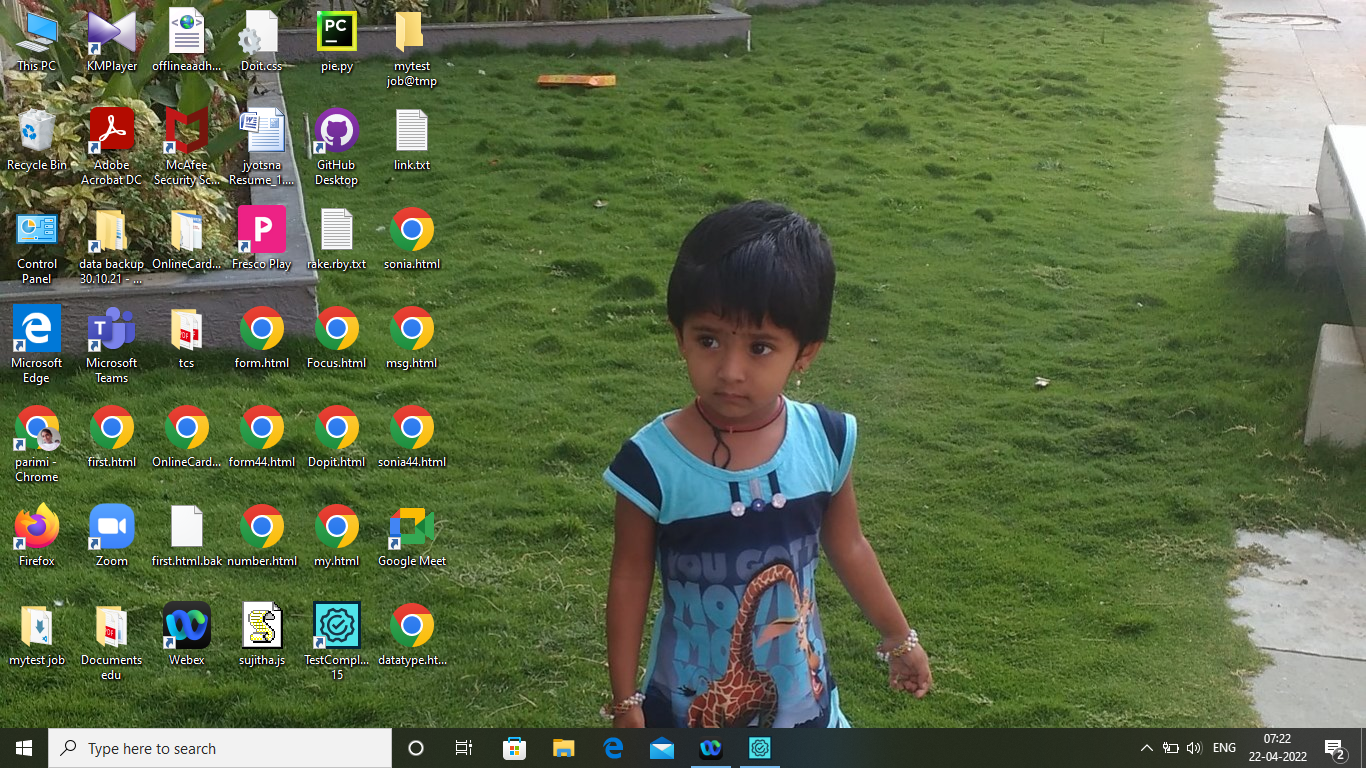 This PC
KMPlayer
offlineaadh...
Doit.css
pie.py
mytest
job@tmp
Recycle Bin
Adobe
Acrobat DC
McAfee
Security Sc...
jyotsna
Resume_1....
GitHub
Desktop
link.txt
Control
Panel
data backup
30.10.21 - ...
OnlineCard...
Fresco Play
rake.rby.txt
sonia.html
Microsoft
Edge
Microsoft
Teams
tcs
form.html
Focus.html
msg.html
parimi -
Chrome
first.html
OnlineCard...
form44.html
Dopit.html
sonia44.html
Firefox
Zoom
first.html.bak
number.html
my.html
Google Meet
mytest job
Documents
edu
Webex
sujitha.js
TestCompl...
15
datatype.ht...
PC
YOU GOT
Type here to search
ENG
07:22
22-04-2022
2